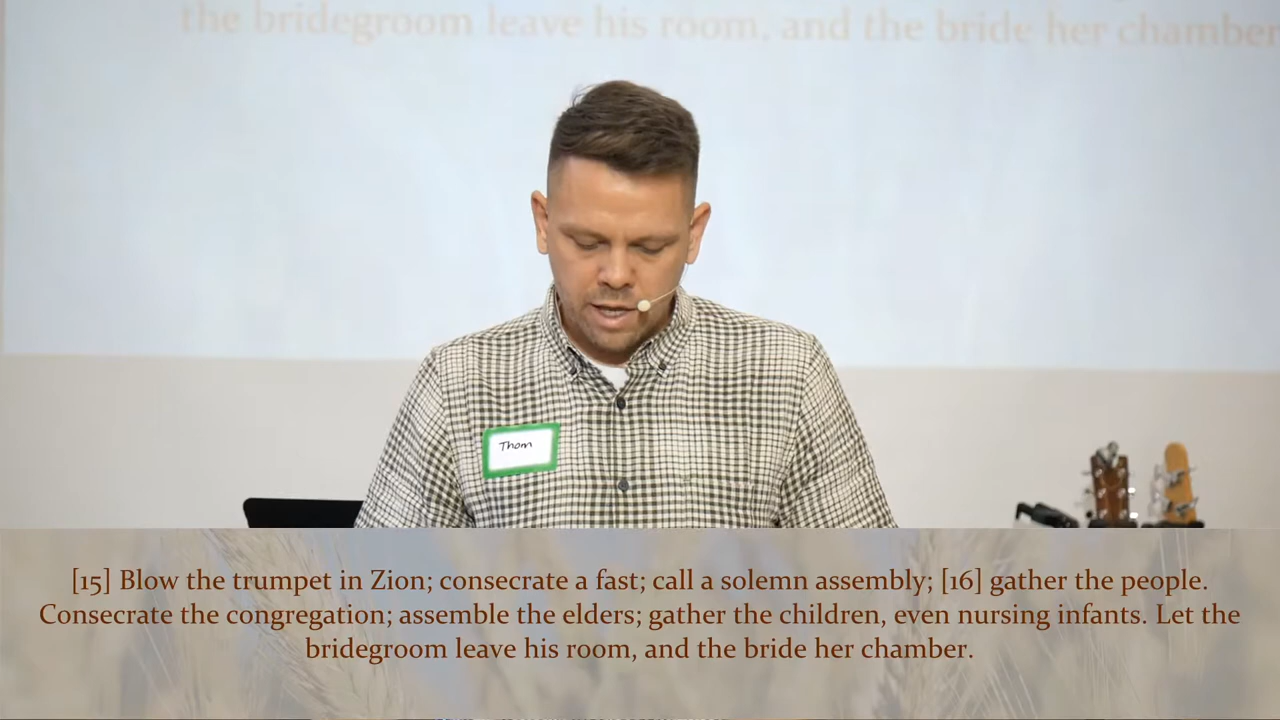 the bridegroom leave his room, and the bride her chamber
Thom
[15] Blow the trumpet in Zion; consecrate a fast; call a solemn assembly; [16] gather the people.
Consecrate the congregation; assemble the elders; gather the children, even nursing infants. Let the
bridegroom leave his room, and the bride her chamber.